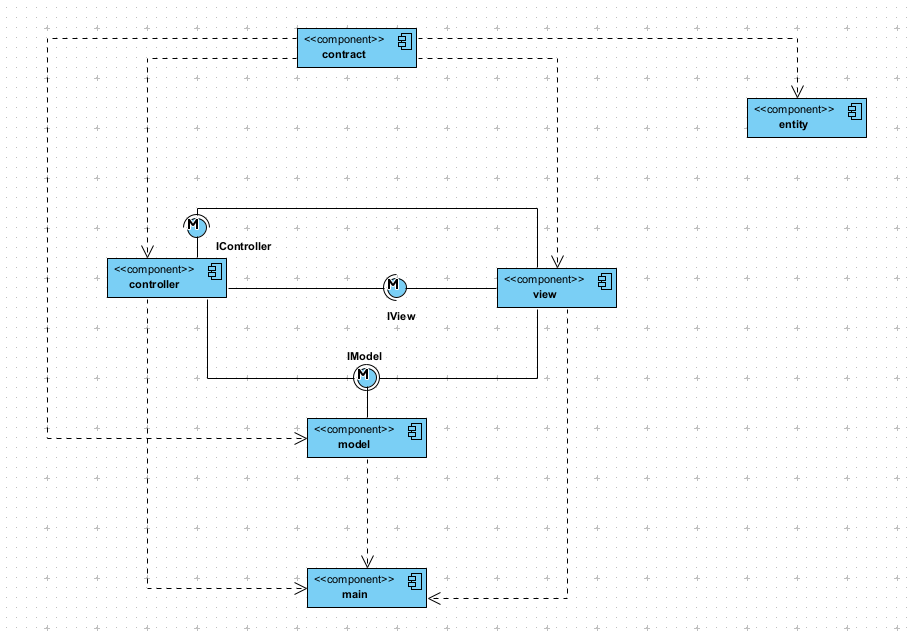 <<component>>
contract
<<component>>
entity
M
IController
<<component>>
controller
M
IView
<<component>>
view
IModel
M
<<component>>
model
<<component>>
main